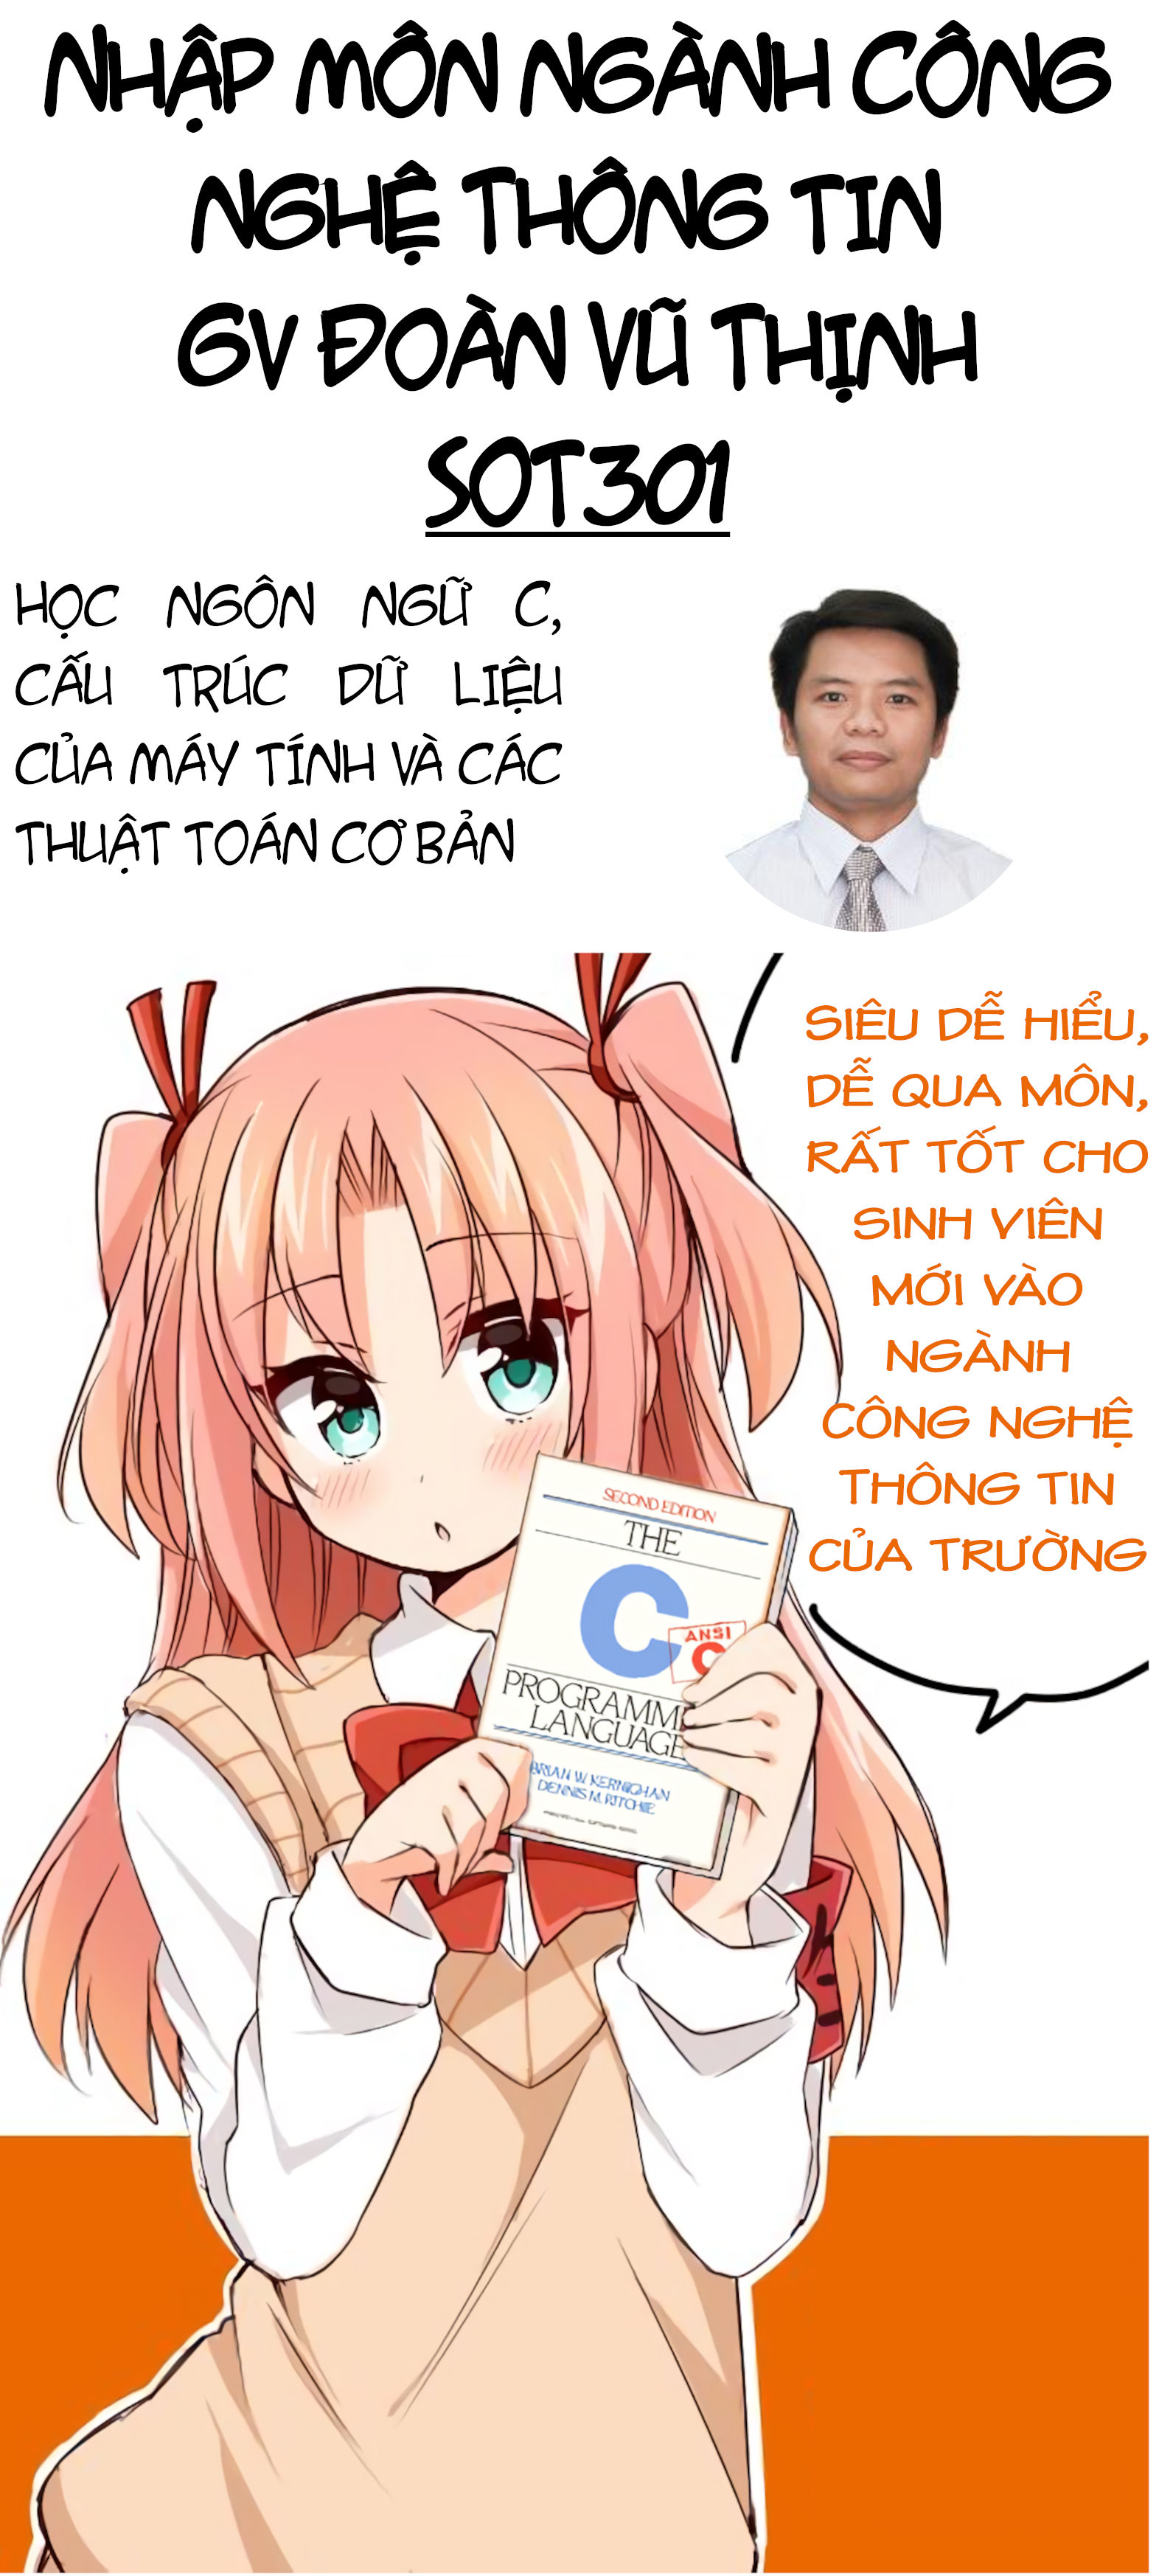 NHẬP MÔN NGÀNH CÔNG
NGHỆ THÔNG TIN
GV ĐOÀN VŨ THỊNH
SOT301
HỌC NGÔN NGỮ C,
CẤU TRÚC DỮ LIỆU
CỦA MÁY TÍNH VÀ CÁC
THUẬT TOÁN CƠ BẢN
SIÊU DỄ HIỂU,
DỄ QUA MÔN,
RẤT TỐT CHO
SINH VIÊN
MỚI VÀO
NGÀNH
CÔNG NGHỆ
THÔNG TIN
CỦA TRƯỜNG
SECOND EDITION
THE
C
ANSI
C
PROGRAMMI
LANGUAGE
BRIAN W. KERNIGHAN
DENNIS M. RITCHIE